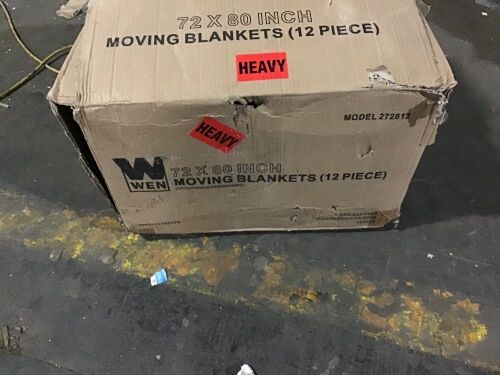 72 X 80 INCH
MOVING BLANKETS (12 PIECE)
HEAVY
HEAVY
MODEL 272812
WEN
72 X 80 INCH
MOVING BLANKETS (12 PIECE)